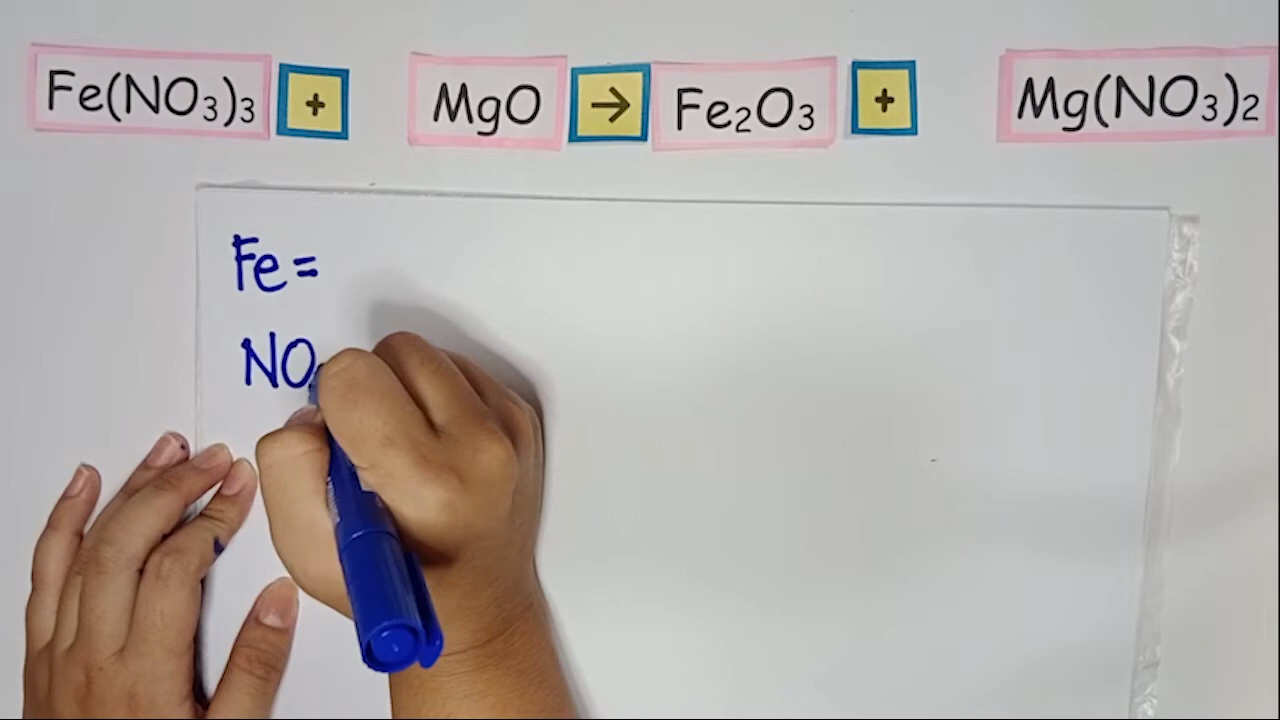 Fe(NO₃)₃ + MgO → Fe₂O₃ + Mg(NO₃)₂
Fe =
NO